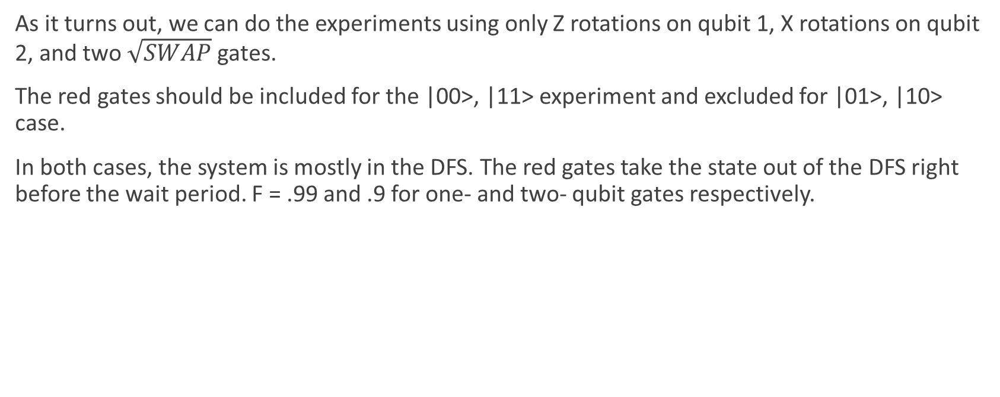 As it turns out, we can do the experiments using only Z rotations on qubit 1, X rotations on qubit
2, and two √SWAP gates.
The red gates should be included for the |00>, |11> experiment and excluded for |01>, |10>
case.
In both cases, the system is mostly in the DFS. The red gates take the state out of the DFS right
before the wait period. F = .99 and .9 for one- and two- qubit gates respectively.